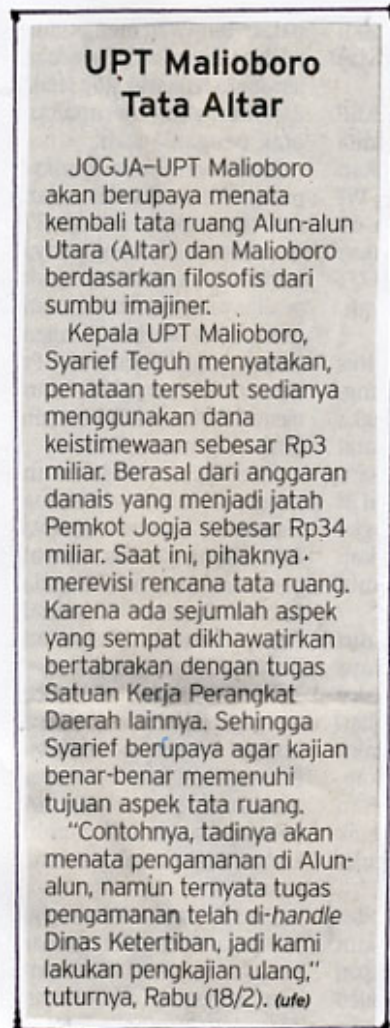 UPT Malioboro
Tata Altar
JOGJA–UPT Malioboro
akan berupaya menata
kembali tata ruang Alun-alun
Utara (Altar) dan Malioboro
berdasarkan filosofis dari
sumbu imajiner.
Kepala UPT Malioboro,
Syarief Teguh menyatakan,
penataan tersebut sedianya
menggunakan dana
keistimewaan sebesar Rp3
miliar. Berasal dari anggaran
danais yang menjadi jatah
Pemkot Jogja sebesar Rp34
miliar. Saat ini, pihaknya
merevisi rencana tata ruang.
Karena ada sejumlah aspek
yang sempat dikhawatirkan
bertabrakan dengan tugas
Satuan Kerja Perangkat
Daerah lainnya. Sehingga
Syarief berupaya agar kajian
benar-benar memenuhi
tujuan aspek tata ruang.
“Contohnya, tadinya akan
menata pengamanan di Alun-
alun, namun ternyata tugas
pengamanan telah di-handle
Dinas Ketertiban, jadi kami
lakukan pengkajian ulang,”
tuturnya, Rabu (18/2). (ufe)